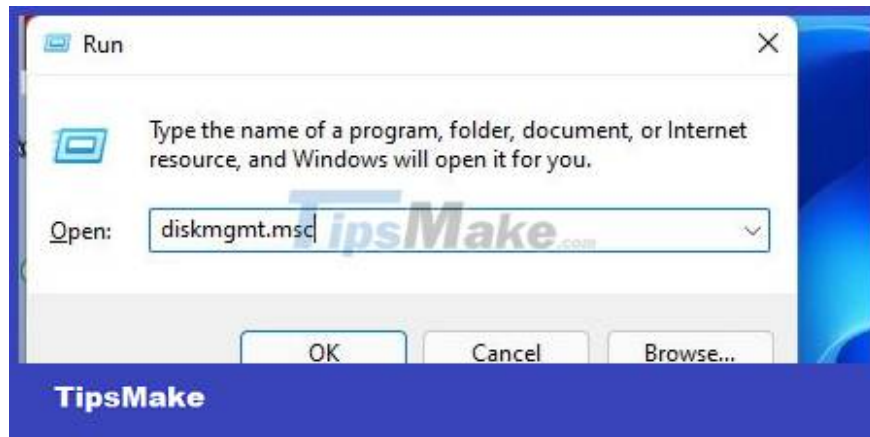 Run
Type the name of a program, folder, document, or Internet
resource, and Windows will open it for you.
Open: diskmgmt.msc
TipsMake.com
OK Cancel Browse...
TipsMake